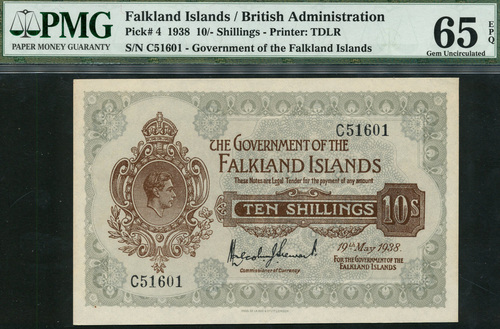 PMG
PAPER MONEY GUARANTY
Falkland Islands / British Administration
Pick# 4 1938 10/- Shillings - Printer: TDLR
S/N C51601 - Government of the Falkland Islands
65 EPQ
Gem Uncirculated
C51601
THE GOVERNMENT OF THE
FALKLAND ISLANDS
These Notes are Legal Tender for the payment of any amount
TEN SHILLINGS 10s
19th May 1938.
Commissioner of Currency
FOR THE GOVERNMENT OF THE
FALKLAND ISLANDS
C51601